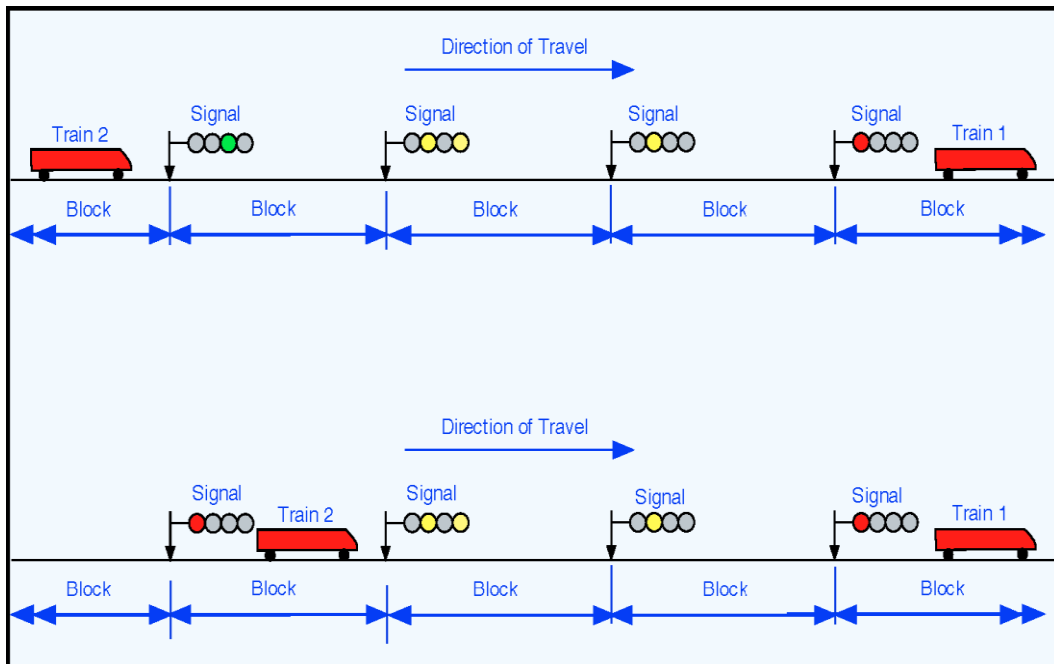 Direction of Travel
Signal Signal Signal Signal
Train 2 Train 1
Block Block Block Block Block
Direction of Travel
Signal Signal Signal Signal
Train 2 Train 1
Block Block Block Block Block